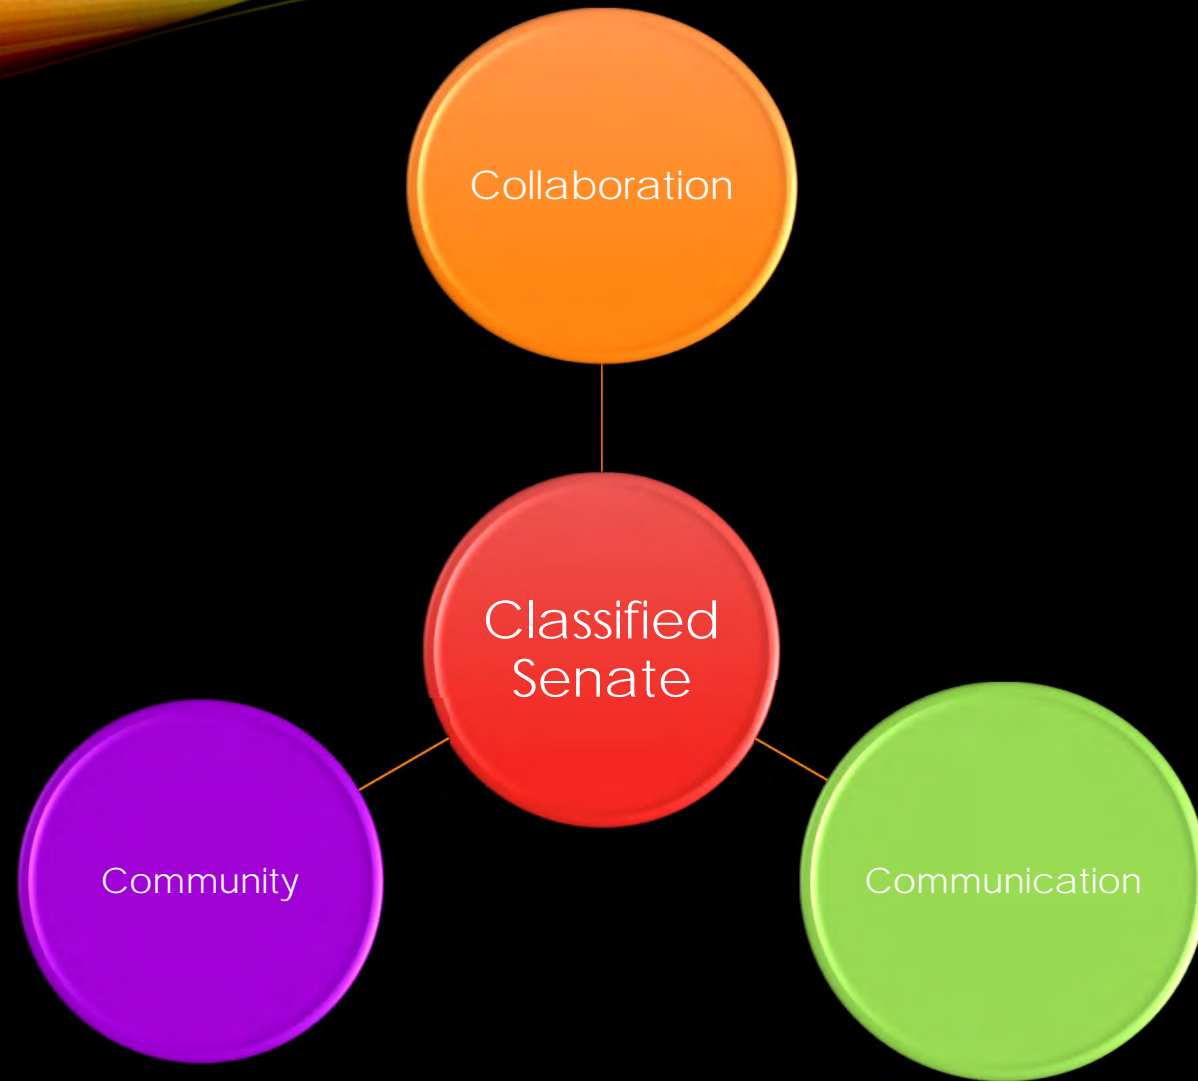 Collaboration
Classified
Senate
Community
Communication